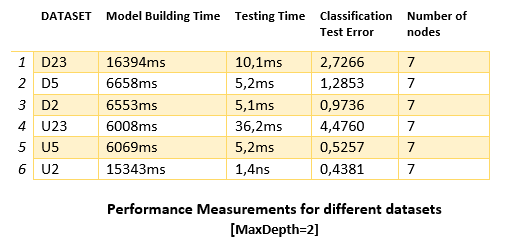 DATASET Model Building Time Testing Time Classification Number of
Test Error nodes
1 D23 16394ms 10,1ms 2,7266 7
2 D5 6658ms 5,2ms 1,2853 7
3 D2 6553ms 5,1ms 0,9736 7
4 U23 6008ms 36,2ms 4,4760 7
5 U5 6069ms 5,2ms 0,5257 7
6 U2 15343ms 1,4ns 0,4381 7
Performance Measurements for different datasets
[MaxDepth=2]